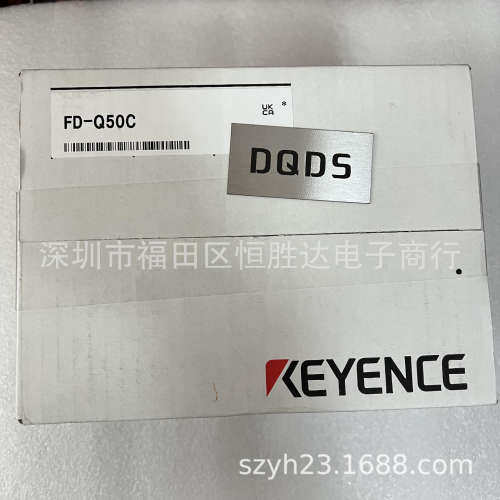 FD-Q50C
UK
CA
*
DQDS
深圳市福田区恒胜达电子商行
KEYENCE
szyh23.1688.com